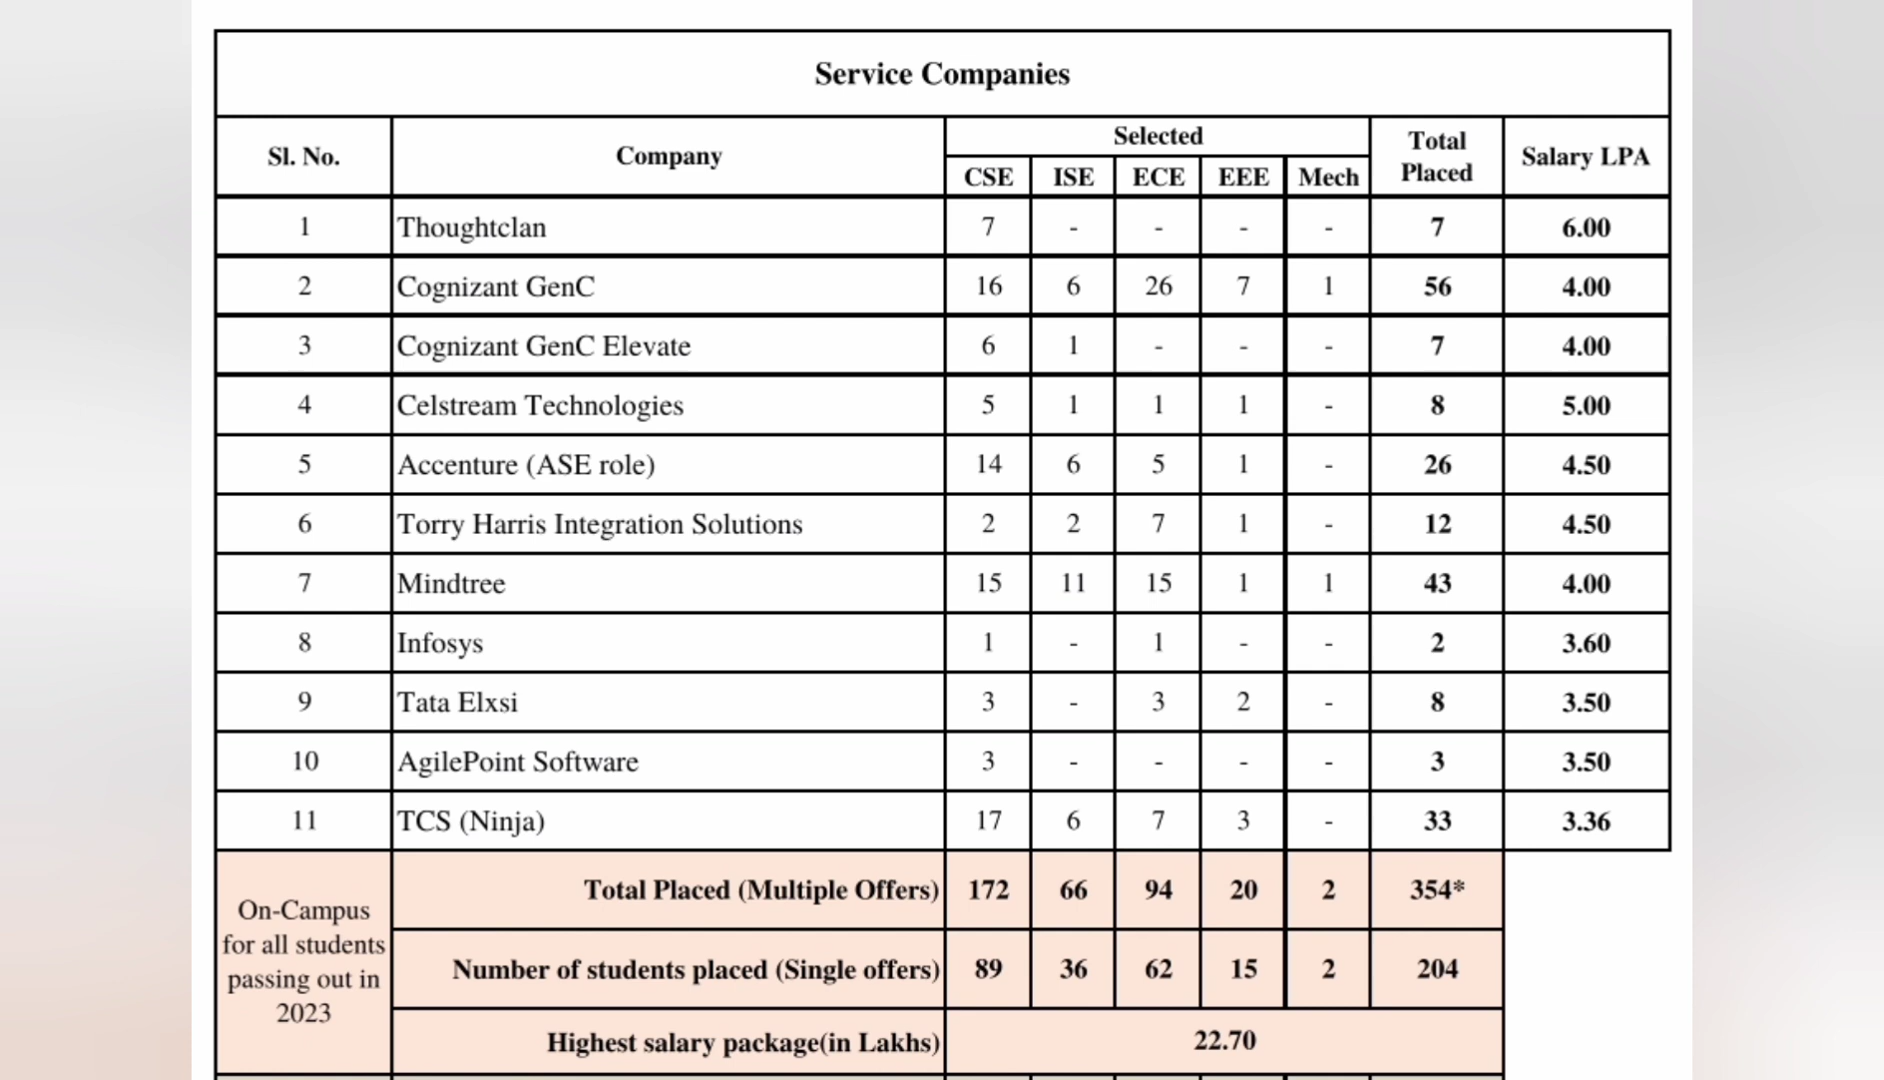 Service Companies
Sl. No. Company Selected Total Placed Salary LPA
CSE ISE ECE EEE Mech
1 Thoughtclan 7 - - - - 7 6.00
2 Cognizant GenC 16 6 26 7 1 56 4.00
3 Cognizant GenC Elevate 6 1 - - - 7 4.00
4 Celstream Technologies 5 1 1 1 - 8 5.00
5 Accenture (ASE role) 14 6 5 1 - 26 4.50
6 Torry Harris Integration Solutions 2 2 7 1 - 12 4.50
7 Mindtree 15 11 15 1 1 43 4.00
8 Infosys 1 - 1 - - 2 3.60
9 Tata Elxsi 3 - 3 2 - 8 3.50
10 AgilePoint Software 3 - - - - 3 3.50
11 TCS (Ninja) 17 6 7 3 - 33 3.36
On-Campus
for all students
passing out in
2023
Total Placed (Multiple Offers) 172 66 94 20 2 354*
Number of students placed (Single offers) 89 36 62 15 2 204
Highest salary package(in Lakhs) 22.70